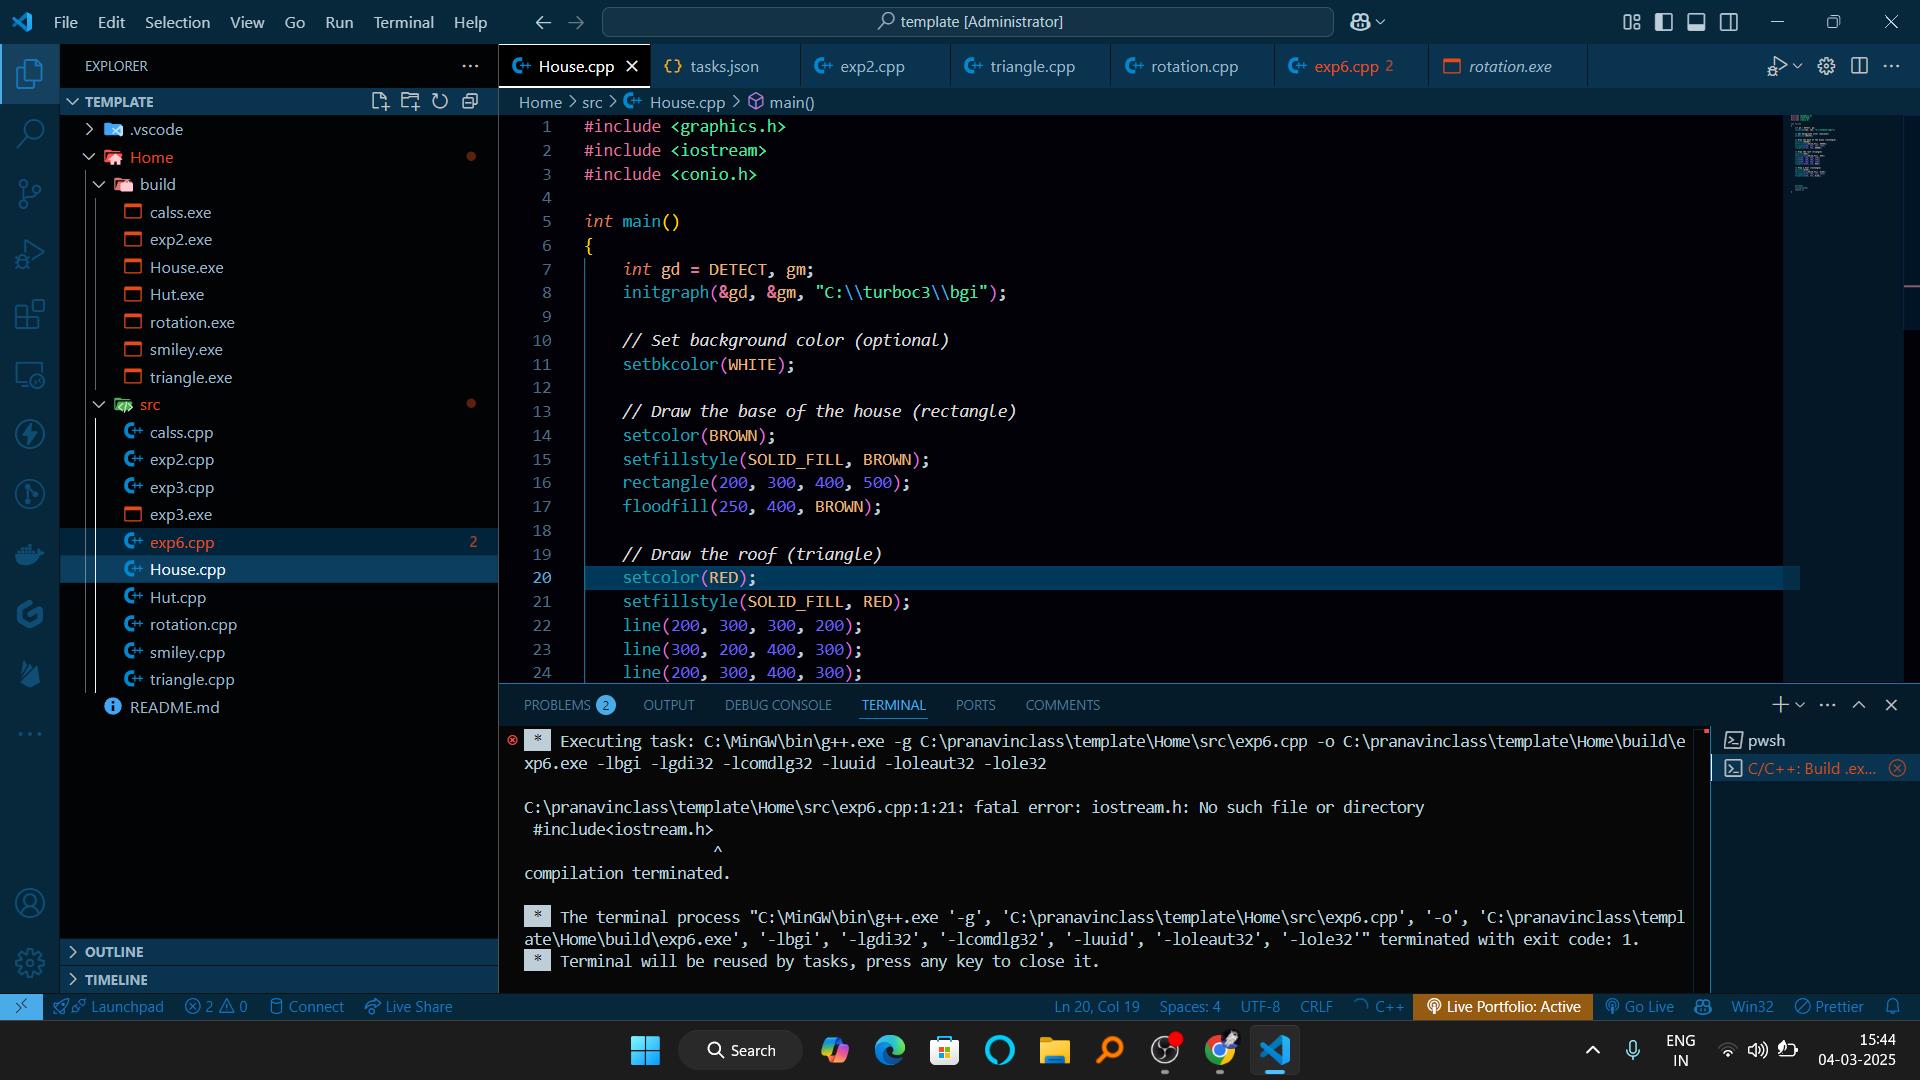 File Edit Selection View Go Run Terminal Help
template [Administrator]
EXPLORER
TEMPLATE
.vscode
Home
build
calss.exe
exp2.exe
House.exe
Hut.exe
rotation.exe
smiley.exe
triangle.exe
src
calss.cpp
exp2.cpp
exp3.cpp
exp3.exe
exp6.cpp 2
House.cpp
Hut.cpp
rotation.cpp
smiley.cpp
triangle.cpp
README.md
OUTLINE
TIMELINE
House.cpp tasks.json exp2.cpp triangle.cpp rotation.cpp exp6.cpp 2 rotation.exe
Home > src > House.cpp > main()
1 #include <graphics.h>
2 #include <iostream>
3 #include <conio.h>
4
5 int main()
6 {
7 int gd = DETECT, gm;
8 initgraph(&gd, &gm, "C:\\turboc3\\bgi");
9
10 // Set background color (optional)
11 setbkcolor(WHITE);
12
13 // Draw the base of the house (rectangle)
14 setcolor(BROWN);
15 setfillstyle(SOLID_FILL, BROWN);
16 rectangle(200, 300, 400, 500);
17 floodfill(250, 400, BROWN);
18
19 // Draw the roof (triangle)
20 setcolor(RED);
21 setfillstyle(SOLID_FILL, RED);
22 line(200, 300, 300, 200);
23 line(300, 200, 400, 300);
24 line(200, 300, 400, 300);
PROBLEMS 2 OUTPUT DEBUG CONSOLE TERMINAL PORTS COMMENTS
* Executing task: C:\MinGW\bin\g++.exe -g C:\pranavinclass\template\Home\src\exp6.cpp -o C:\pranavinclass\template\Home\build\e
xp6.exe -lbgi -lgdi32 -lcomdlg32 -luuid -loleaut32 -lole32
C:\pranavinclass\template\Home\src\exp6.cpp:1:21: fatal error: iostream.h: No such file or directory
#include<iostream.h>
^
compilation terminated.
* The terminal process "C:\MinGW\bin\g++.exe '-g', 'C:\pranavinclass\template\Home\src\exp6.cpp', '-o', 'C:\pranavinclass\templ
ate\Home\build\exp6.exe', '-lbgi', '-lgdi32', '-lcomdlg32', '-luuid', '-loleaut32', '-lole32'" terminated with exit code: 1.
* Terminal will be reused by tasks, press any key to close it.
pwsh
C/C++: Build .ex...
Launchpad 2 0 Connect Live Share Ln 20, Col 19 Spaces: 4 UTF-8 CRLF C++ Live Portfolio: Active Go Live Win32 Prettier
Search
ENG
IN
15:44
04-03-2025